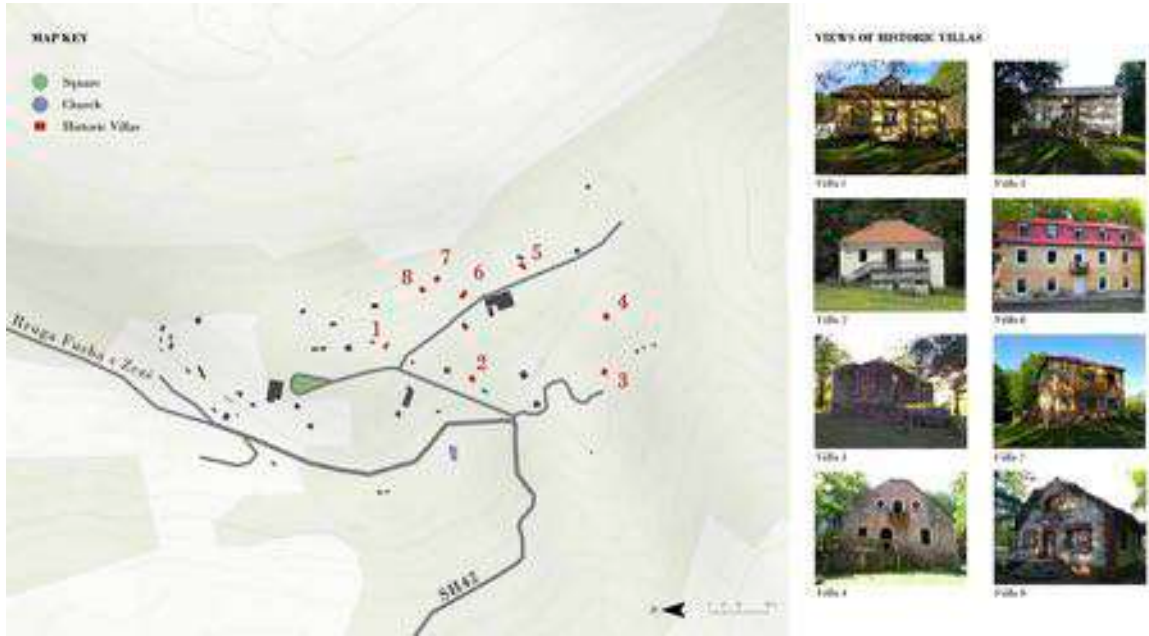 MAP KEY
Square
Church
Historic Villas
VIEWS OF HISTORIC VILLAS
Villa 1
Villa 5
Villa 2
Villa 6
Villa 3
Villa 7
Villa 4
Villa 8
1
2
3
4
5
6
7
8
Rruga Fusha e Zezë
SH42